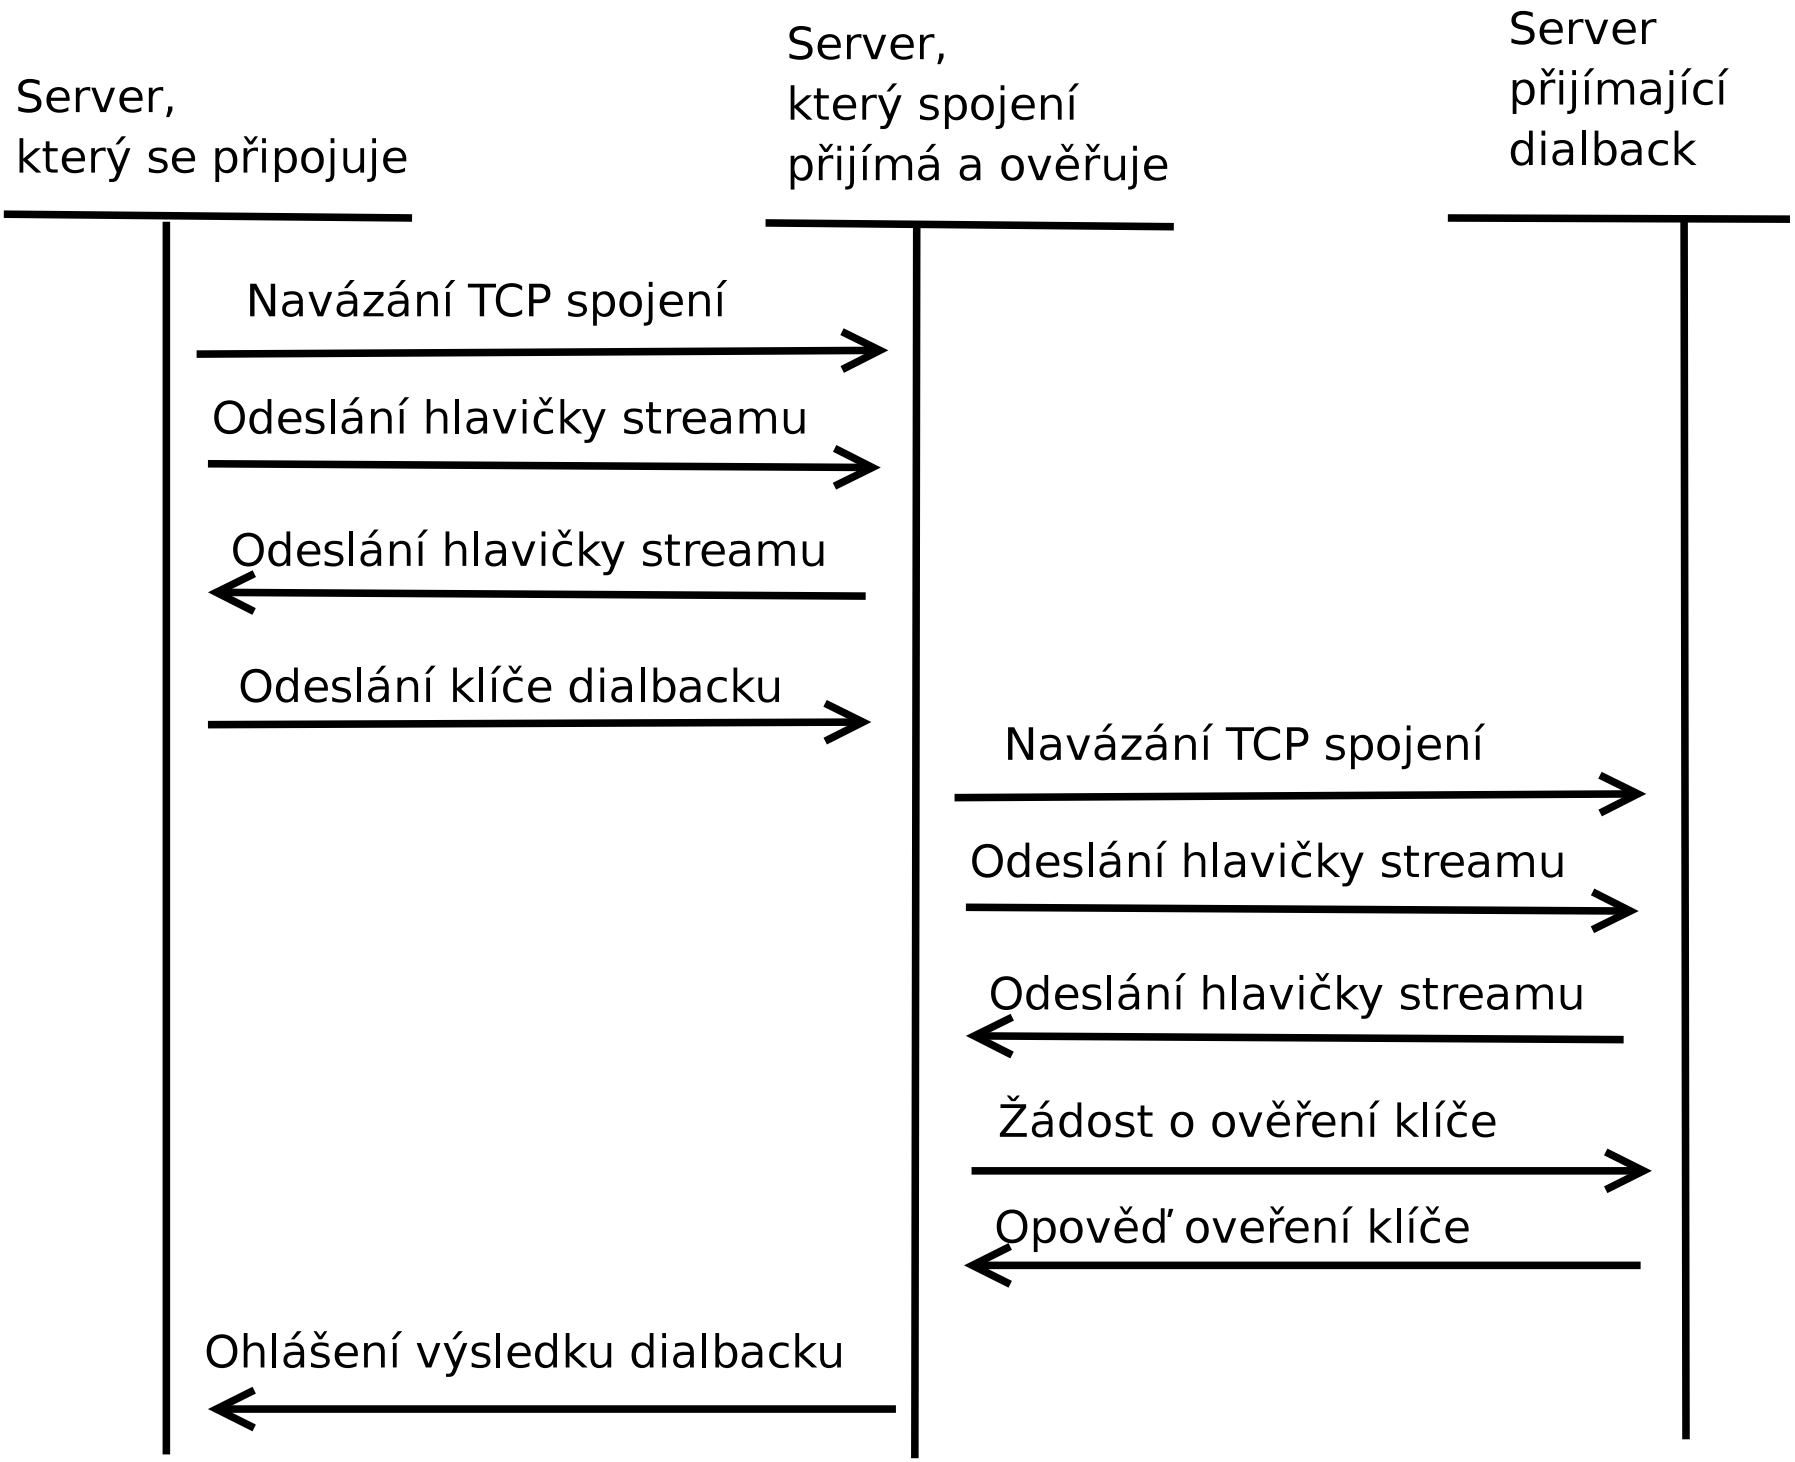 Server,
který se připojuje
Server,
který spojení
přijímá a ověřuje
Server
přijímající
dialback
Navázání TCP spojení
Odeslání hlavičky streamu
Odeslání hlavičky streamu
Odeslání klíče dialbacku
Navázání TCP spojení
Odeslání hlavičky streamu
Odeslání hlavičky streamu
Žádost o ověření klíče
Opověď oveření klíče
Ohlášení výsledku dialbacku